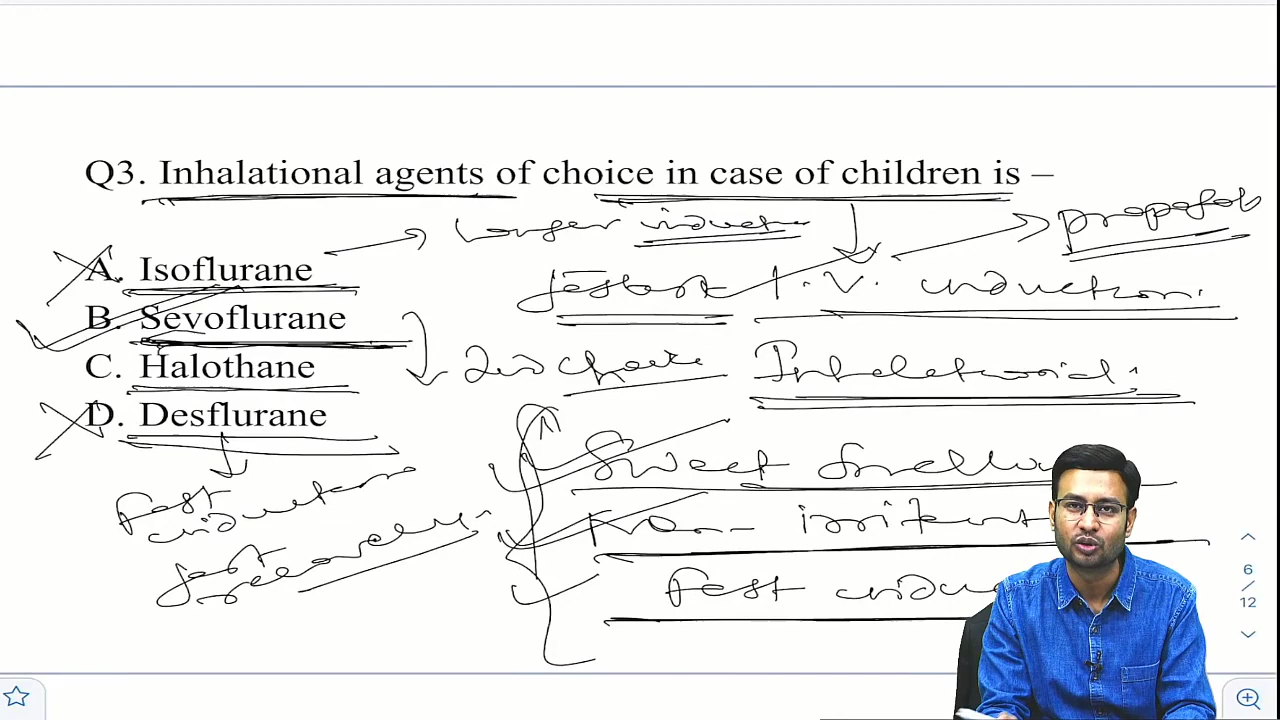 Q3. Inhalational agents of choice in case of children is –
propofol
Longer induction
A. Isoflurane
fastest I.V. induction.
B. Sevoflurane
2nd choice Inhalational.
C. Halothane
D. Desflurane
Sweet smelling
Fast induction
Non-irritant
fast recovery.
Fast
6
/
12